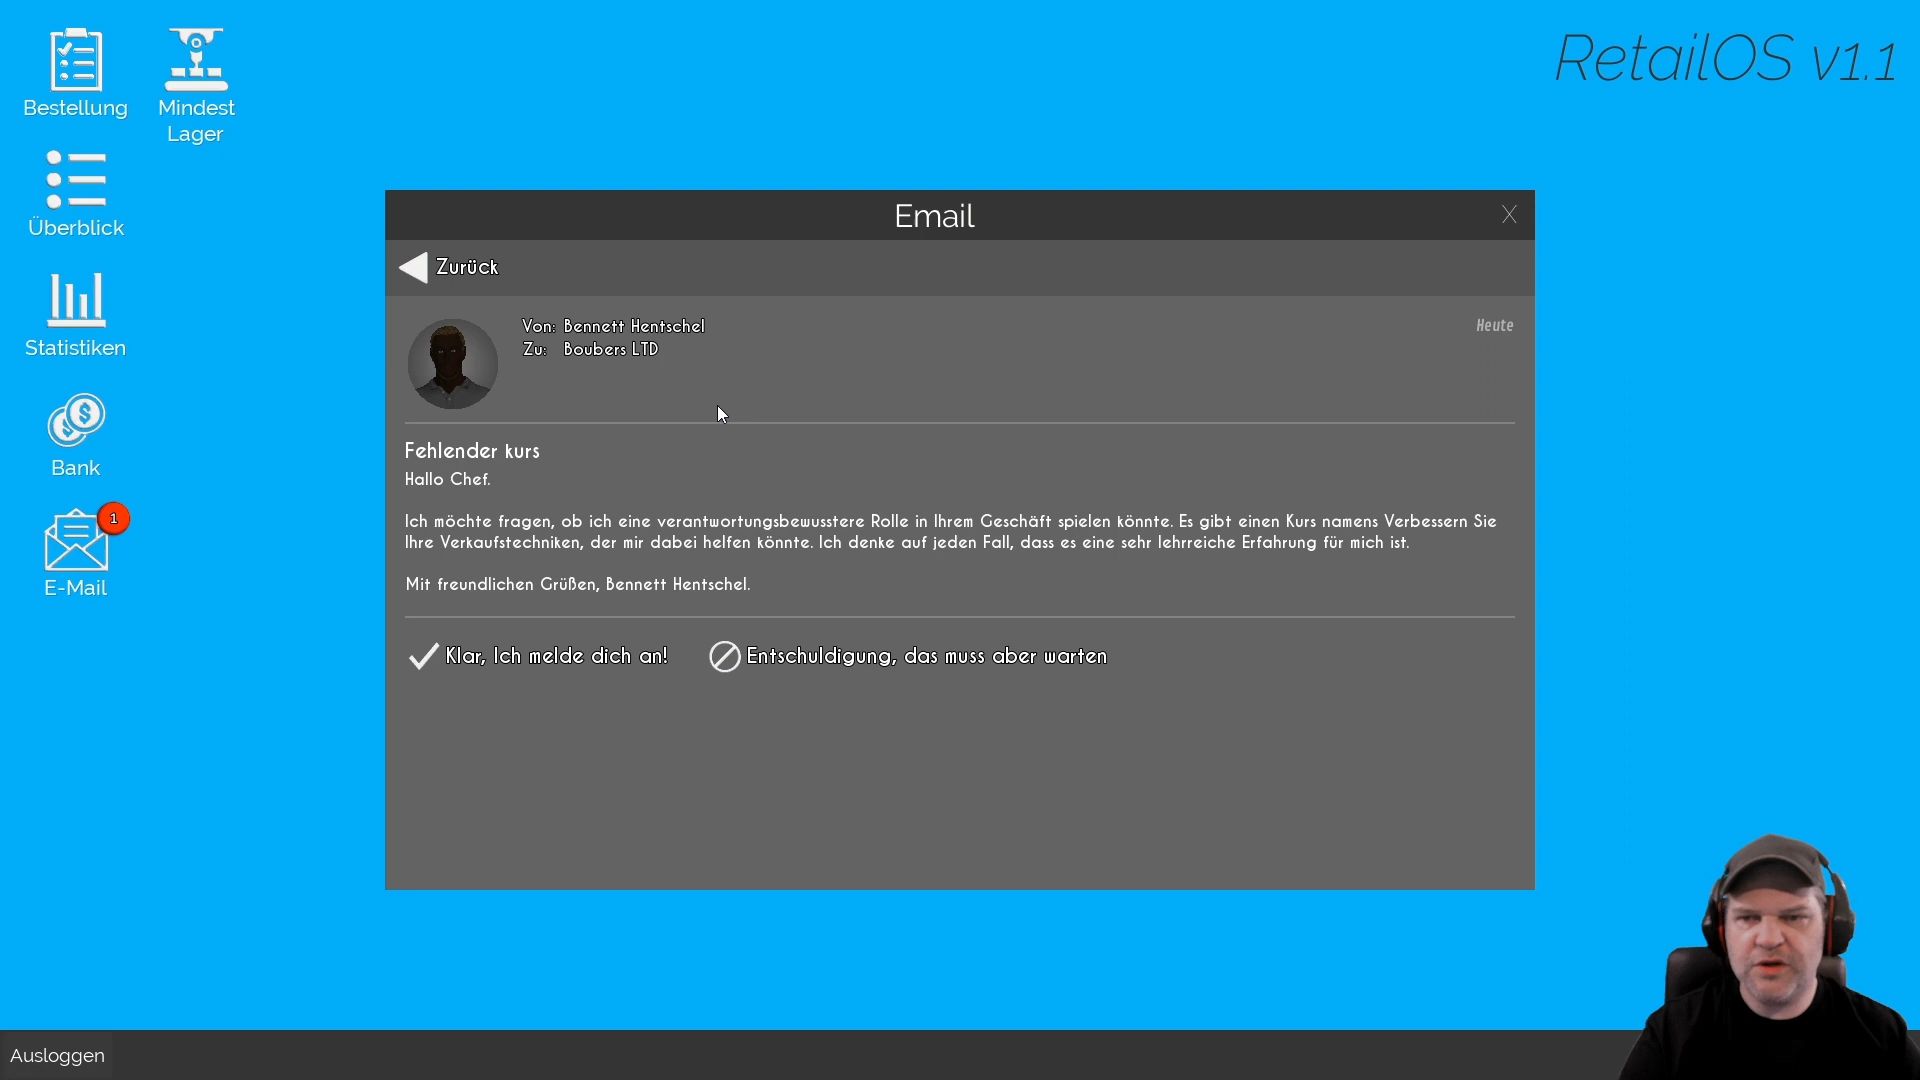 RetailOS v1.1
Bestellung
Mindest
Lager
Überblick
Statistiken
Bank
1
E-Mail
Email
X
Zurück
Von: Bennett Hentschel
Heute
Zu: Boubers LTD
Fehlender kurs
Hallo Chef.
Ich möchte fragen, ob ich eine verantwortungsbewusstere Rolle in Ihrem Geschäft spielen könnte. Es gibt einen Kurs namens Verbessern Sie
Ihre Verkaufstechniken, der mir dabei helfen könnte. Ich denke auf jeden Fall, dass es eine sehr lehrreiche Erfahrung für mich ist.
Mit freundlichen Grüßen, Bennett Hentschel.
Klar, Ich melde dich an!
Entschuldigung, das muss aber warten
Ausloggen